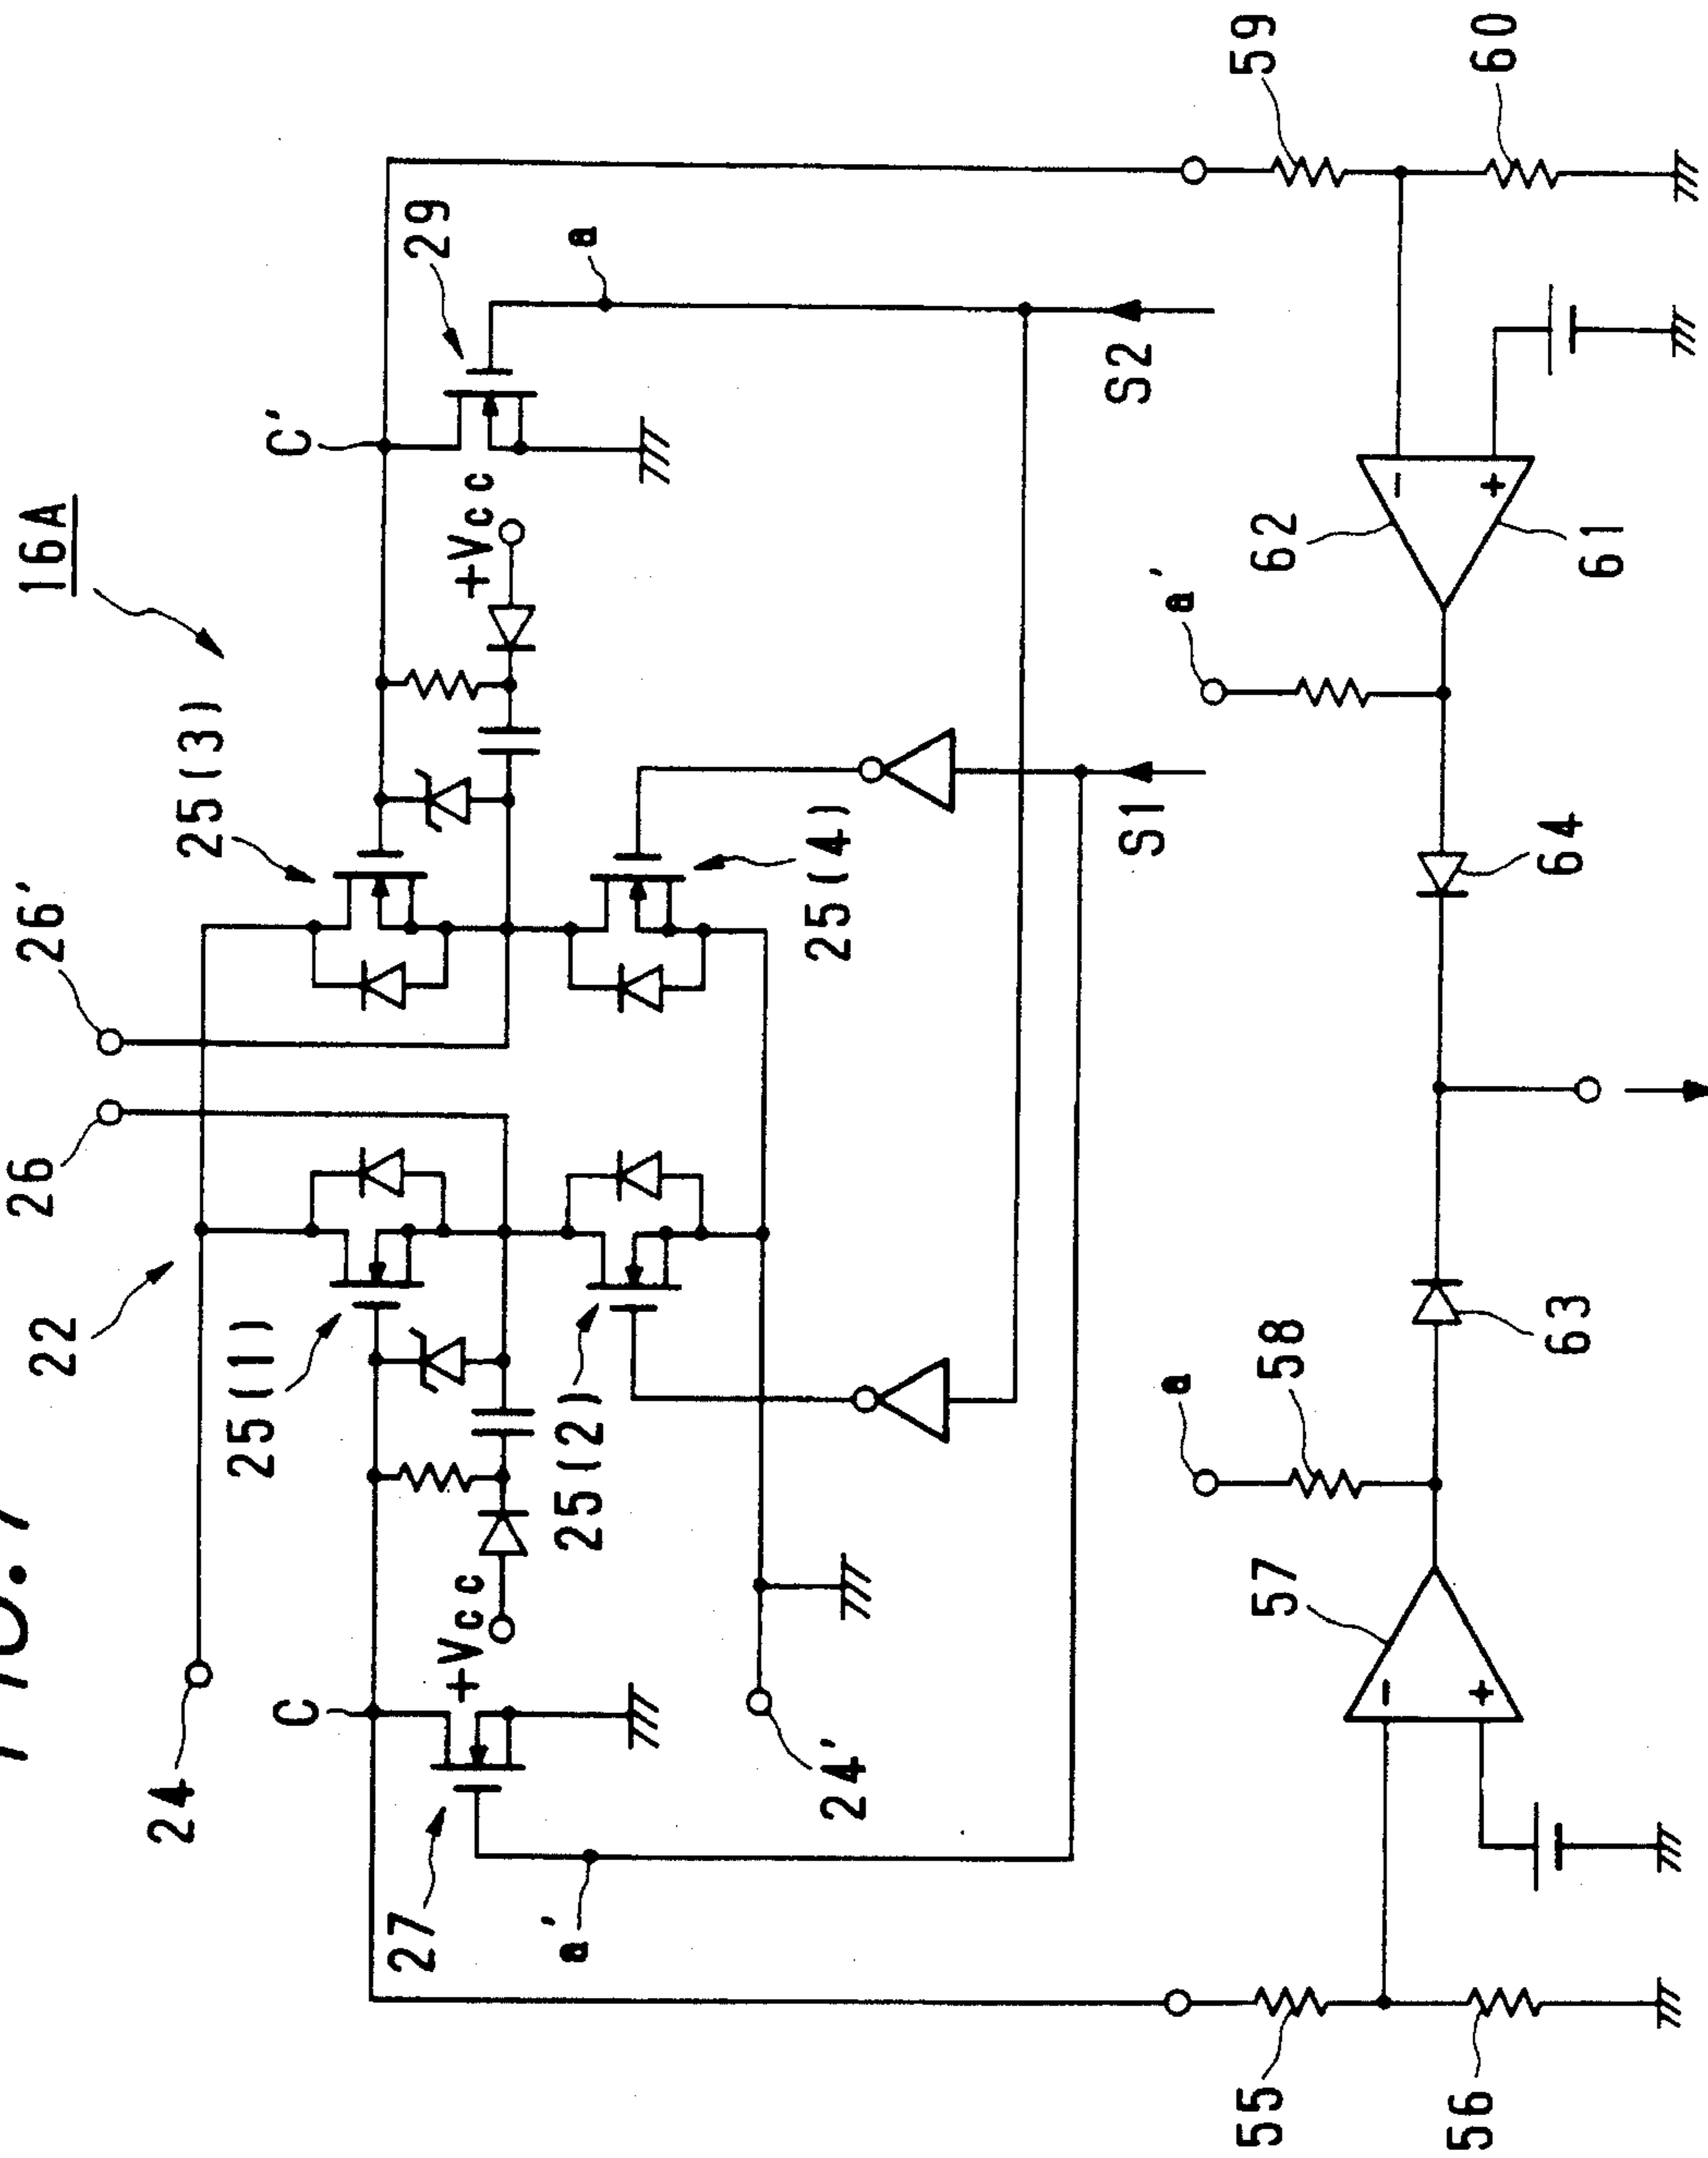 FIG.7
16A
22
26
26'
24
25(1)
25(3)
C
C'
27
+Vcc
25(2)
25(4)
+Vcc
29
a'
24'
a
S1
S2
55
56
57
a
58
63
64
a'
62
61
59
60